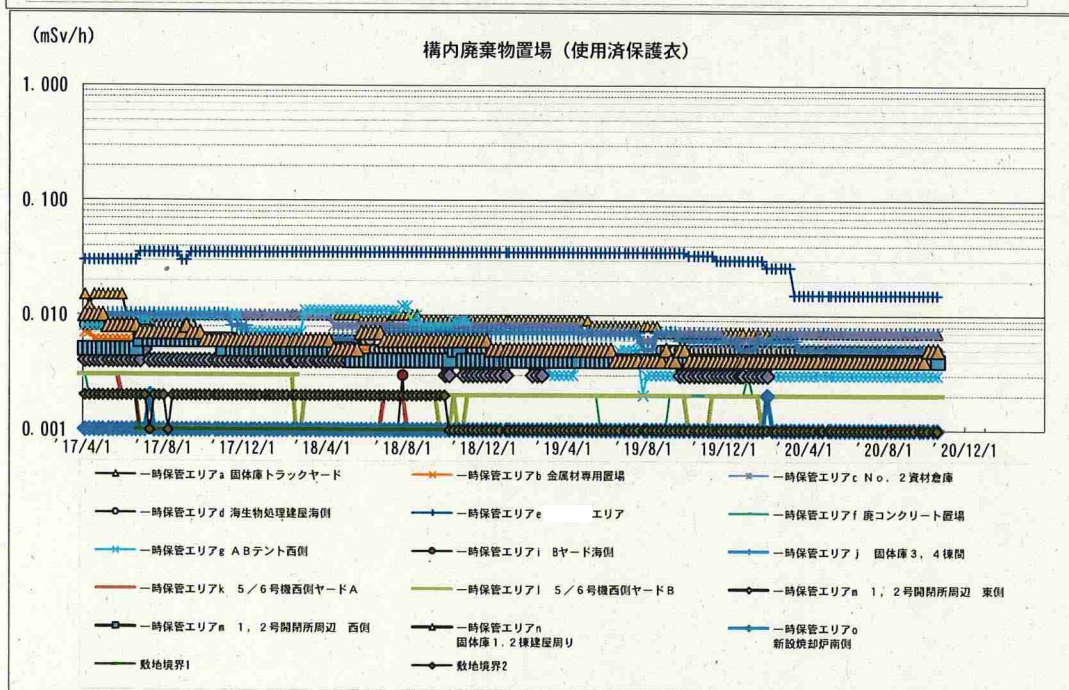 (mSv/h)
構内廃棄物置場（使用済保護衣）
1.000
0.100
0.010
0.001
17/4/1 17/8/1 17/12/1 18/4/1 18/8/1 18/12/1 19/4/1 19/8/1 19/12/1 20/4/1 20/8/1 20/12/1
一時保管エリアa 固体庫トラックヤード
一時保管エリアb 金属材専用置場
一時保管エリアc No．2資材倉庫
一時保管エリアd 海生物処理建屋海側
一時保管エリアe エリア
一時保管エリアf 廃コンクリート置場
一時保管エリアg ABテント西側
一時保管エリアi Bヤード海側
一時保管エリアj 固体庫3，4棟間
一時保管エリアk 5／6号機西側ヤードA
一時保管エリアl 5／6号機西側ヤードB
一時保管エリアm 1，2号開閉所周辺 東側
一時保管エリアm 1，2号開閉所周辺 西側
一時保管エリアn
固体庫1.2棟建屋周り
一時保管エリアo
新設焼却炉南側
敷地境界1
敷地境界2